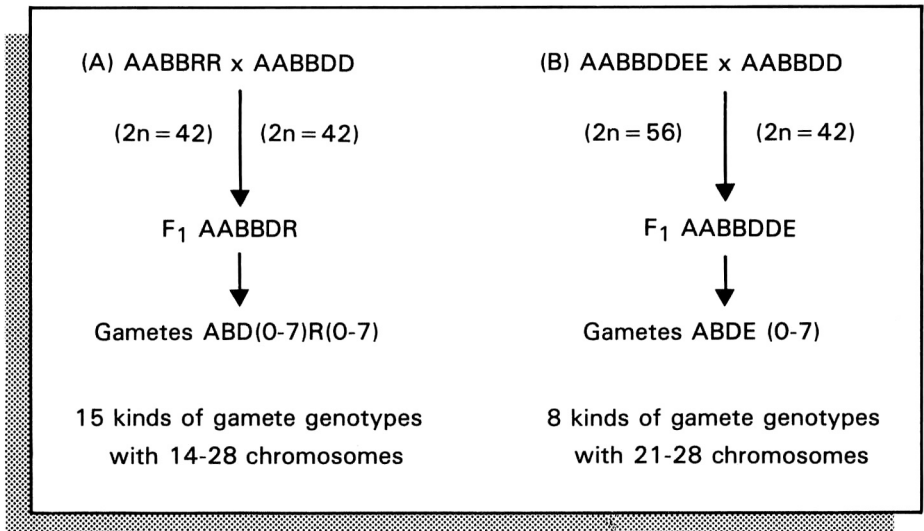 (A) AABBRR x AABBDD
(2n = 42) (2n = 42)
F1 AABBDR
Gametes ABD(0-7)R(0-7)
15 kinds of gamete genotypes
with 14-28 chromosomes
(B) AABBDDEE x AABBDD
(2n = 56) (2n = 42)
F1 AABBDDE
Gametes ABDE (0-7)
8 kinds of gamete genotypes
with 21-28 chromosomes